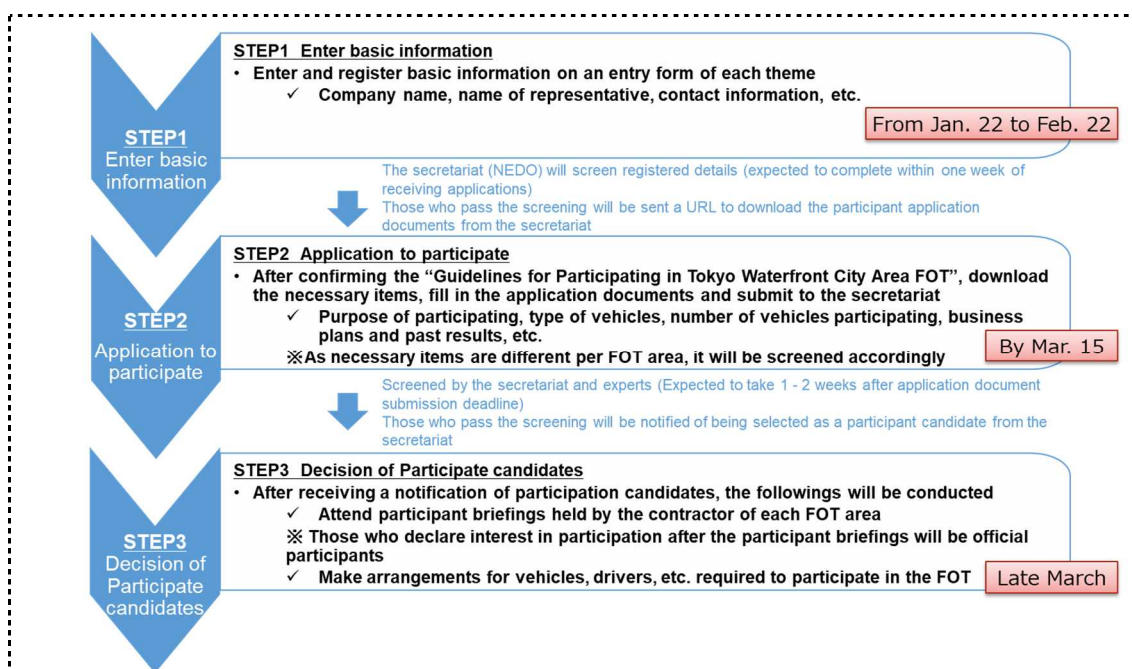 STEP1
Enter basic
information
STEP1 Enter basic information
• Enter and register basic information on an entry form of each theme
✓ Company name, name of representative, contact information, etc.
From Jan. 22 to Feb. 22
The secretariat (NEDO) will screen registered details (expected to complete within one week of
receiving applications)
Those who pass the screening will be sent a URL to download the participant application
documents from the secretariat
STEP2
Application to
participate
STEP2 Application to participate
• After confirming the “Guidelines for Participating in Tokyo Waterfront City Area FOT”, download
the necessary items, fill in the application documents and submit to the secretariat
✓ Purpose of participating, type of vehicles, number of vehicles participating, business
plans and past results, etc.
※As necessary items are different per FOT area, it will be screened accordingly
By Mar. 15
Screened by the secretariat and experts (Expected to take 1 - 2 weeks after application document
submission deadline)
Those who pass the screening will be notified of being selected as a participant candidate from the
secretariat
STEP3
Decision of
Participate
candidates
STEP3 Decision of Participate candidates
• After receiving a notification of participation candidates, the followings will be conducted
✓ Attend participant briefings held by the contractor of each FOT area
※ Those who declare interest in participation after the participant briefings will be official
participants
✓ Make arrangements for vehicles, drivers, etc. required to participate in the FOT
Late March